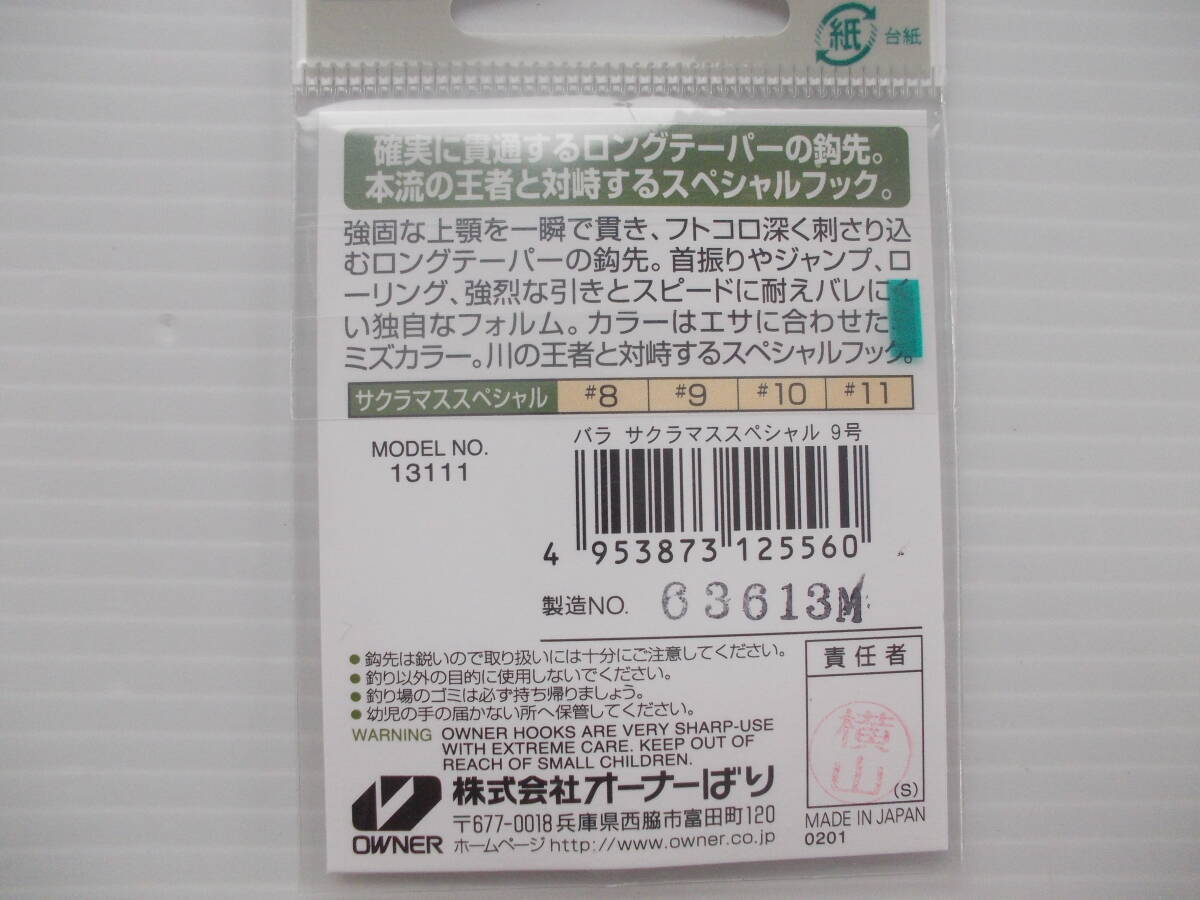 紙 台紙
確実に貫通するロングテーパーの鈎先。
本流の王者と対峙するスペシャルフック。
強固な上顎を一瞬で貫き、フトコロ深く刺さり込
むロングテーパーの鈎先。首振りやジャンプ、ロ
ーリング、強烈な引きとスピードに耐えバレに
い独自なフォルム。カラーはエサに合わせた
ミズカラー。川の王者と対峙するスペシャルフック。
サクラマススペシャル #8 #9 #10 #11
MODEL NO.
13111
バラ サクラマススペシャル 9号
4 953873 125560
製造NO. 63613M
●鈎先は鋭いので取り扱いには十分にご注意してください。
●釣り以外の目的に使用しないでください。
●釣り場のゴミは必ず持ち帰りましょう。
●幼児の手の届かない所へ保管してください。
WARNING OWNER HOOKS ARE VERY SHARP-USE
WITH EXTREME CARE. KEEP OUT OF
REACH OF SMALL CHILDREN.
責任者
横山
(S)
OWNER
株式会社オーナーばり
〒677-0018 兵庫県西脇市富田町120
ホームページ http://www.owner.co.jp
MADE IN JAPAN
0201